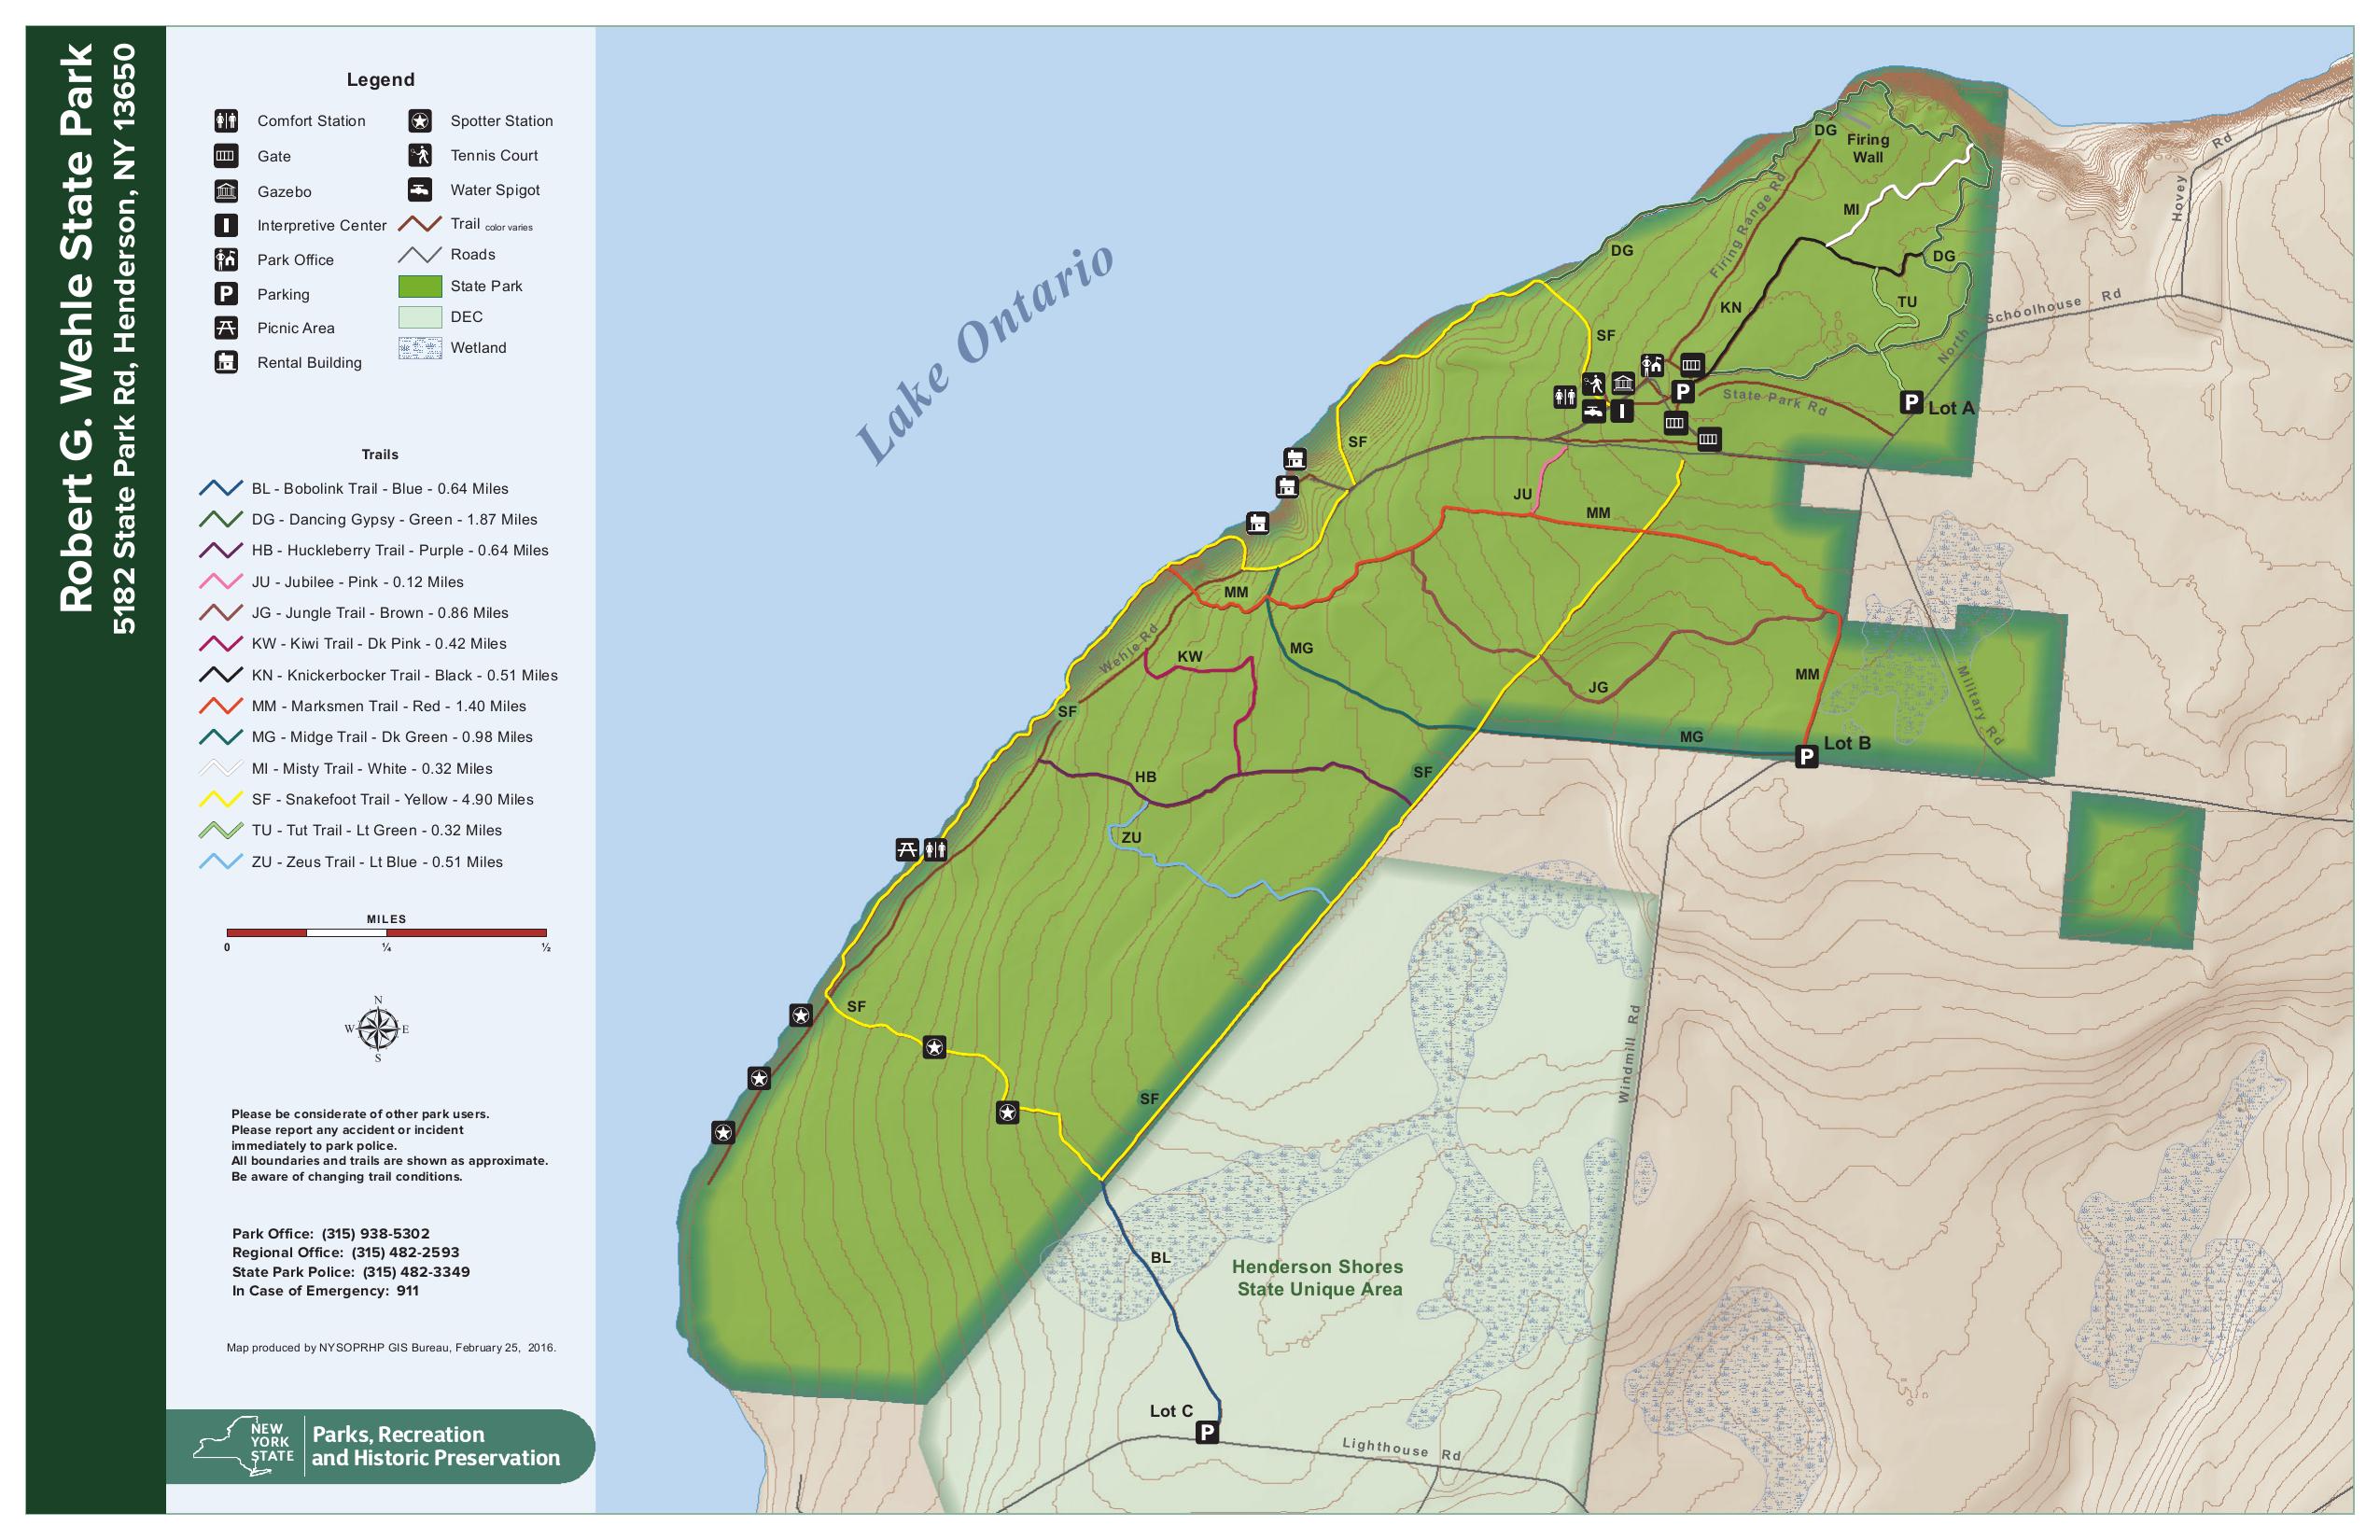 Robert G. Wehle State Park
5182 State Park Rd, Henderson, NY 13650
Legend
Comfort Station
Gate
Gazebo
Interpretive Center
Park Office
Parking
Picnic Area
Rental Building
Spotter Station
Tennis Court
Water Spigot
Trail color varies
Roads
State Park
DEC
Wetland
Trails
BL - Bobolink Trail - Blue - 0.64 Miles
DG - Dancing Gypsy - Green - 1.87 Miles
HB - Huckleberry Trail - Purple - 0.64 Miles
JU - Jubilee - Pink - 0.12 Miles
JG - Jungle Trail - Brown - 0.86 Miles
KW - Kiwi Trail - Dk Pink - 0.42 Miles
KN - Knickerbocker Trail - Black - 0.51 Miles
MM - Marksmen Trail - Red - 1.40 Miles
MG - Midge Trail - Dk Green - 0.98 Miles
MI - Misty Trail - White - 0.32 Miles
SF - Snakefoot Trail - Yellow - 4.90 Miles
TU - Tut Trail - Lt Green - 0.32 Miles
ZU - Zeus Trail - Lt Blue - 0.51 Miles
MILES
0 ¼ ½
N
W E
S
Please be considerate of other park users.
Please report any accident or incident
immediately to park police.
All boundaries and trails are shown as approximate.
Be aware of changing trail conditions.
Park Office: (315) 938-5302
Regional Office: (315) 482-2593
State Park Police: (315) 482-3349
In Case of Emergency: 911
Map produced by NYSOPRHP GIS Bureau, February 25, 2016.
NEW
YORK
STATE
Parks, Recreation
and Historic Preservation
Lake Ontario
DG
Firing
Wall
Hovey Rd
Firing Range Rd
MI
DG
DG
TU
KN
Schoolhouse Rd
SF
North
P
State Park Rd
P
Lot A
I
SF
JU
MM
MM
MG
Wehle Rd
KW
MM
JG
Military Rd
SF
MG
Lot B
P
SF
HB
ZU
SF
Windmill Rd
SF
BL
Henderson Shores
State Unique Area
Lot C
P
Lighthouse Rd